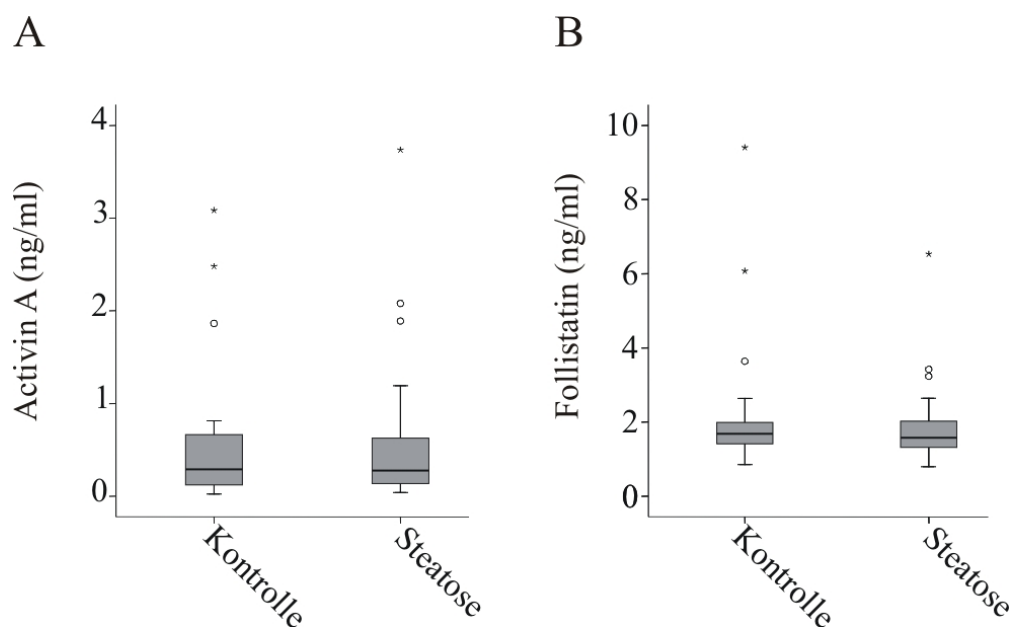 A
Activin A (ng/ml)
4
3
2
1
0
Kontrolle
Steatose
B
Follistatin (ng/ml)
10
8
6
4
2
0
Kontrolle
Steatose